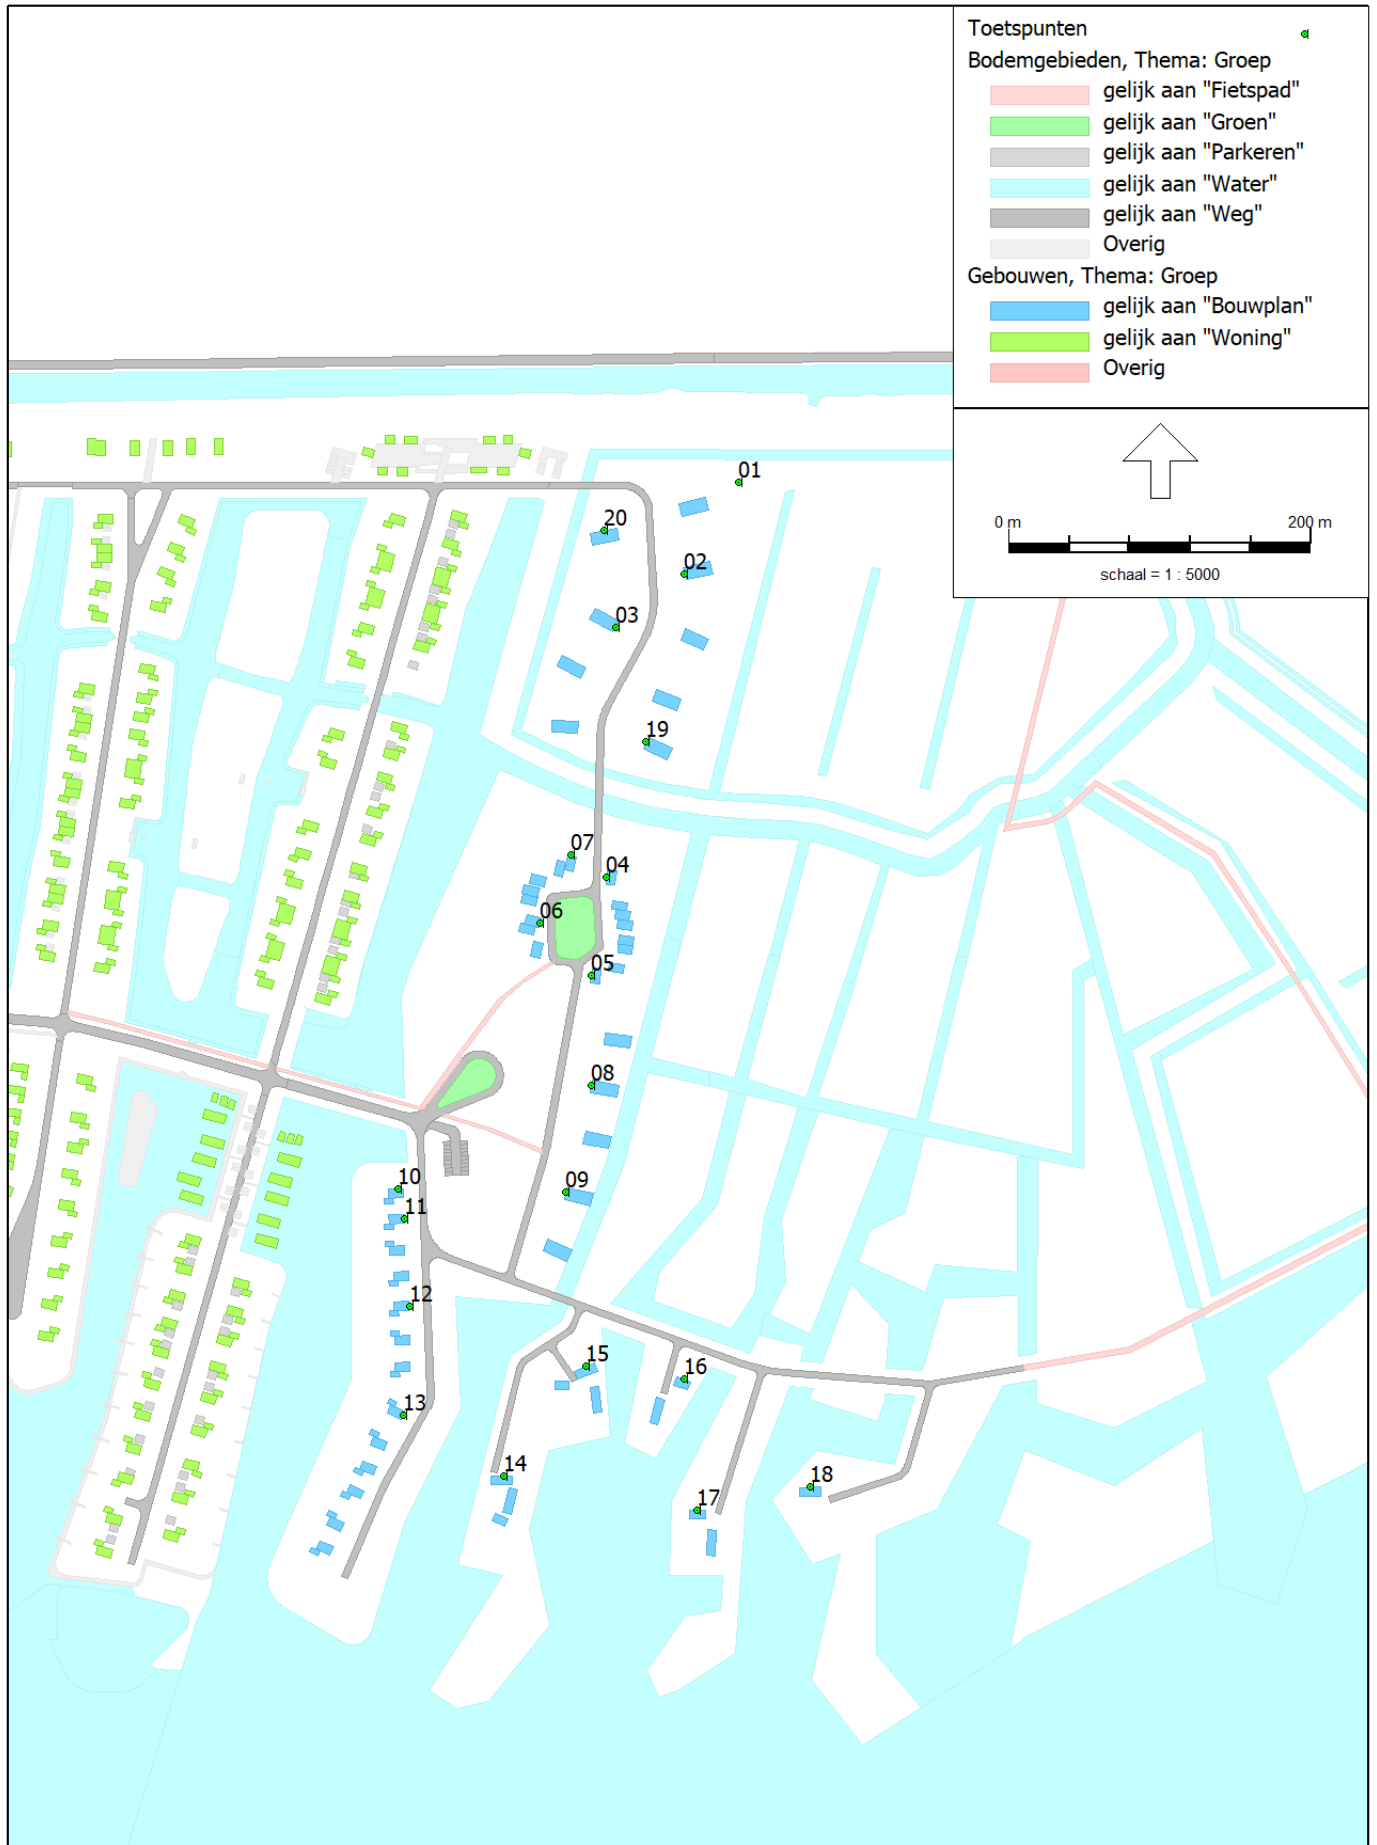 Toetspunten
Bodemgebieden, Thema: Groep
gelijk aan "Fietspad"
gelijk aan "Groen"
gelijk aan "Parkeren"
gelijk aan "Water"
gelijk aan "Weg"
Overig
Gebouwen, Thema: Groep
gelijk aan "Bouwplan"
gelijk aan "Woning"
Overig
0 m 200 m
schaal = 1 : 5000
01
20
02
03
19
07
04
06
05
08
09
10
11
12
15
16
13
14
18
17